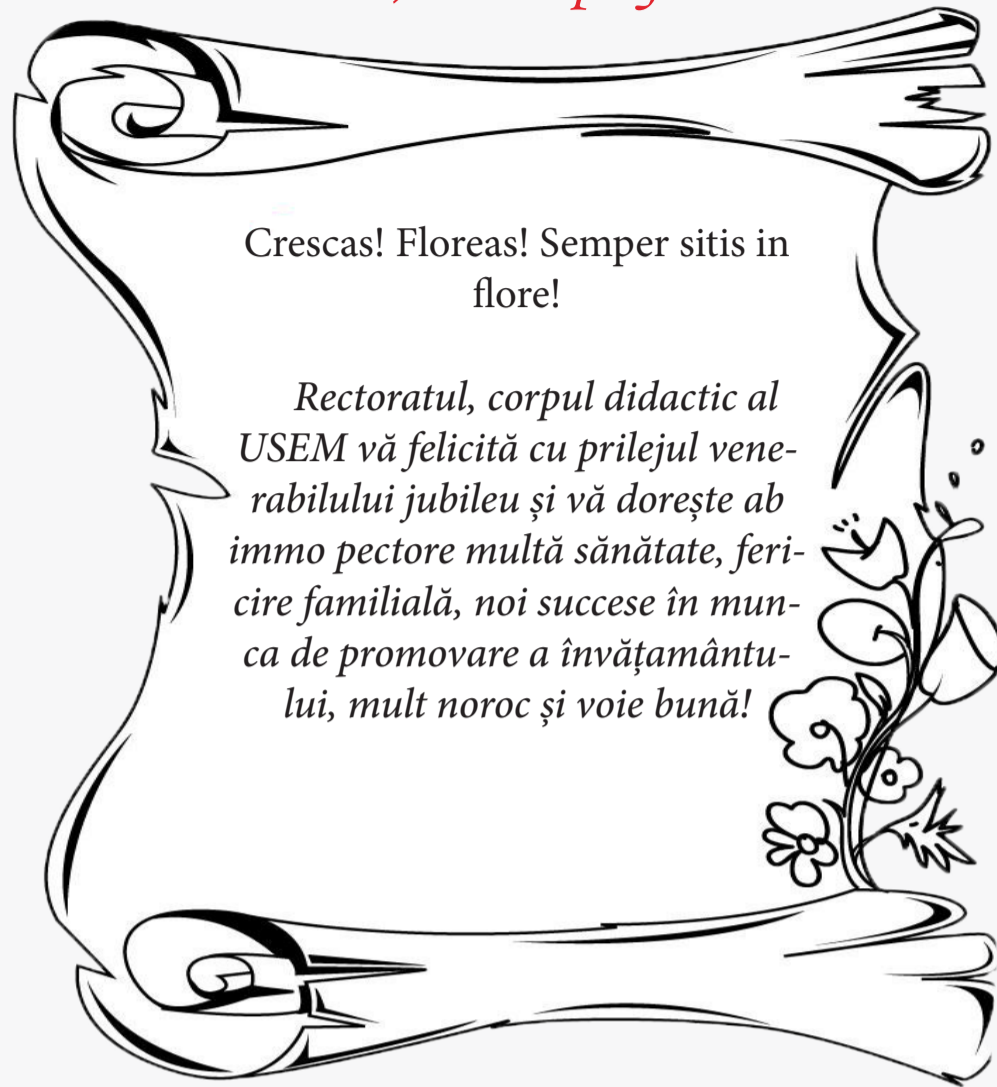 Crescas! Floreas! Semper sitis in
flore!
Rectoratul, corpul didactic al
USEM vă felicită cu prilejul vene-
rabilului jubileu și vă dorește ab
immo pectore multă sănătate, feri-
cire familială, noi succese în mun-
ca de promovare a învățamântu-
lui, mult noroc și voie bună!